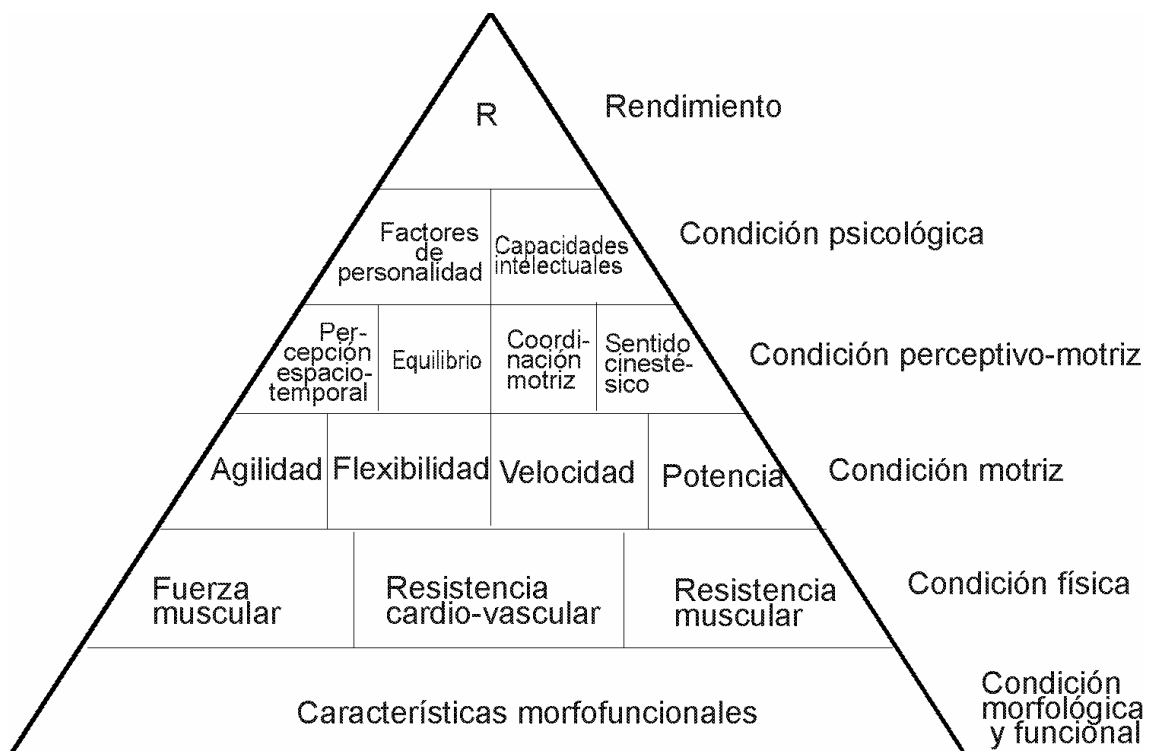 R
Rendimiento
Factores
de
personalidad
Capacidades
intelectuales
Condición psicológica
Per-
cepción
espacio-
temporal
Equilibrio
Coordi-
nación
motriz
Sentido
cinesté-
sico
Condición perceptivo-motriz
Agilidad
Flexibilidad
Velocidad
Potencia
Condición motriz
Fuerza
muscular
Resistencia
cardio-vascular
Resistencia
muscular
Condición física
Características morfofuncionales
Condición
morfológica
y funcional